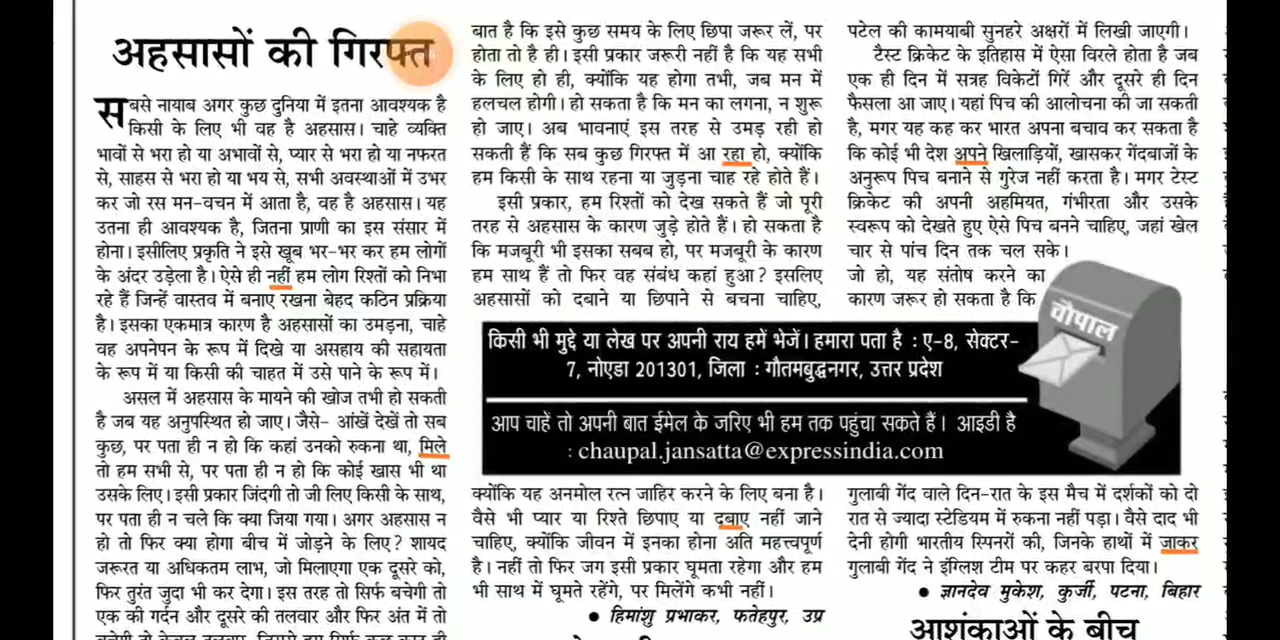 अहसासों की गिरफ्त
सबसे नायाब अगर कुछ दुनिया में इतना आवश्यक है
किसी के लिए भी वह है अहसास। चाहे व्यक्ति
भावों से भरा हो या अभावों से, प्यार से भरा हो या नफरत
से, साहस से भरा हो या भय से, सभी अवस्थाओं में उभर
कर जो रस मन-वचन में आता है, वह है अहसास। यह
उतना ही आवश्यक है, जितना प्राणी का इस संसार में
होना। इसीलिए प्रकृति ने इसे खूब भर-भर कर हम लोगों
के अंदर उड़ेला है। ऐसे ही नहीं हम लोग रिश्तों को निभा
रहे हैं जिन्हें वास्तव में बनाए रखना बेहद कठिन प्रक्रिया
है। इसका एकमात्र कारण है अहसासों का उमड़ना, चाहे
वह अपनेपन के रूप में दिखे या असहाय की सहायता
के रूप में या किसी की चाहत में उसे पाने के रूप में।
असल में अहसास के मायने की खोज तभी हो सकती
है जब यह अनुपस्थित हो जाए। जैसे- आंखें देखें तो सब
कुछ, पर पता ही न हो कि कहां उनको रुकना था, मिले
तो हम सभी से, पर पता ही न हो कि कोई खास भी था
उसके लिए। इसी प्रकार जिंदगी तो जी लिए किसी के साथ,
पर पता ही न चले कि क्या जिया गया। अगर अहसास न
हो तो फिर क्या होगा बीच में जोड़ने के लिए? शायद
जरूरत या अधिकतम लाभ, जो मिलाएगा एक दूसरे को,
फिर तुरंत जुदा भी कर देगा। इस तरह तो सिर्फ बचेगी तो
एक की गर्दन और दूसरे की तलवार और फिर अंत में तो
बात है कि इसे कुछ समय के लिए छिपा जरूर लें, पर
होता तो है ही। इसी प्रकार जरूरी नहीं है कि यह सभी
के लिए हो ही, क्योंकि यह होगा तभी, जब मन में
हलचल होगी। हो सकता है कि मन का लगना, न शुरू
हो जाए। अब भावनाएं इस तरह से उमड़ रही हो
सकती हैं कि सब कुछ गिरफ्त में आ रहा हो, क्योंकि
हम किसी के साथ रहना या जुड़ना चाह रहे होते हैं।
इसी प्रकार, हम रिश्तों को देख सकते हैं जो पूरी
तरह से अहसास के कारण जुड़े होते हैं। हो सकता है
कि मजबूरी भी इसका सबब हो, पर मजबूरी के कारण
हम साथ हैं तो फिर वह संबंध कहां हुआ? इसलिए
अहसासों को दबाने या छिपाने से बचना चाहिए,
क्योंकि यह अनमोल रत्न जाहिर करने के लिए बना है।
वैसे भी प्यार या रिश्ते छिपाए या दबाए नहीं जाने
चाहिए, क्योंकि जीवन में इनका होना अति महत्त्वपूर्ण
है। नहीं तो फिर जग इसी प्रकार घूमता रहेगा और हम
भी साथ में घूमते रहेंगे, पर मिलेंगे कभी नहीं।
● हिमांशु प्रभाकर, फतेहपुर, उप्र
पटेल की कामयाबी सुनहरे अक्षरों में लिखी जाएगी।
टैस्ट क्रिकेट के इतिहास में ऐसा विरले होता है जब
एक ही दिन में सत्रह विकेटों गिरें और दूसरे ही दिन
फैसला आ जाए। यहां पिच की आलोचना की जा सकती
है, मगर यह कह कर भारत अपना बचाव कर सकता है
कि कोई भी देश अपने खिलाड़ियों, खासकर गेंदबाजों के
अनुरूप पिच बनाने से गुरेज नहीं करता है। मगर टेस्ट
क्रिकेट की अपनी अहमियत, गंभीरता और उसके
स्वरूप को देखते हुए ऐसे पिच बनने चाहिए, जहां खेल
चार से पांच दिन तक चल सके।
जो हो, यह संतोष करने का
कारण जरूर हो सकता है कि
गुलाबी गेंद वाले दिन-रात के इस मैच में दर्शकों को दो
रात से ज्यादा स्टेडियम में रुकना नहीं पड़ा। वैसे दाद भी
देनी होगी भारतीय स्पिनरों की, जिनके हाथों में जाकर
गुलाबी गेंद ने इंग्लिश टीम पर कहर बरपा दिया।
● ज्ञानदेव मुकेश, कुर्जी, पटना, बिहार
आशंकाओं के बीच
चौपाल
किसी भी मुद्दे या लेख पर अपनी राय हमें भेजें। हमारा पता है : ए-8, सेक्टर-
7, नोएडा 201301, जिला : गौतमबुद्धनगर, उत्तर प्रदेश
आप चाहें तो अपनी बात ईमेल के जरिए भी हम तक पहुंचा सकते हैं। आइडी है
: chaupal.jansatta@expressindia.com